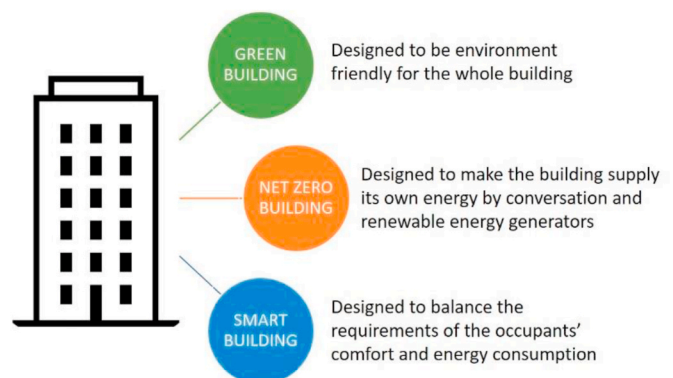 GREEN
BUILDING
Designed to be environment
friendly for the whole building
NET ZERO
BUILDING
Designed to make the building supply
its own energy by conversation and
renewable energy generators
SMART
BUILDING
Designed to balance the
requirements of the occupants’
comfort and energy consumption